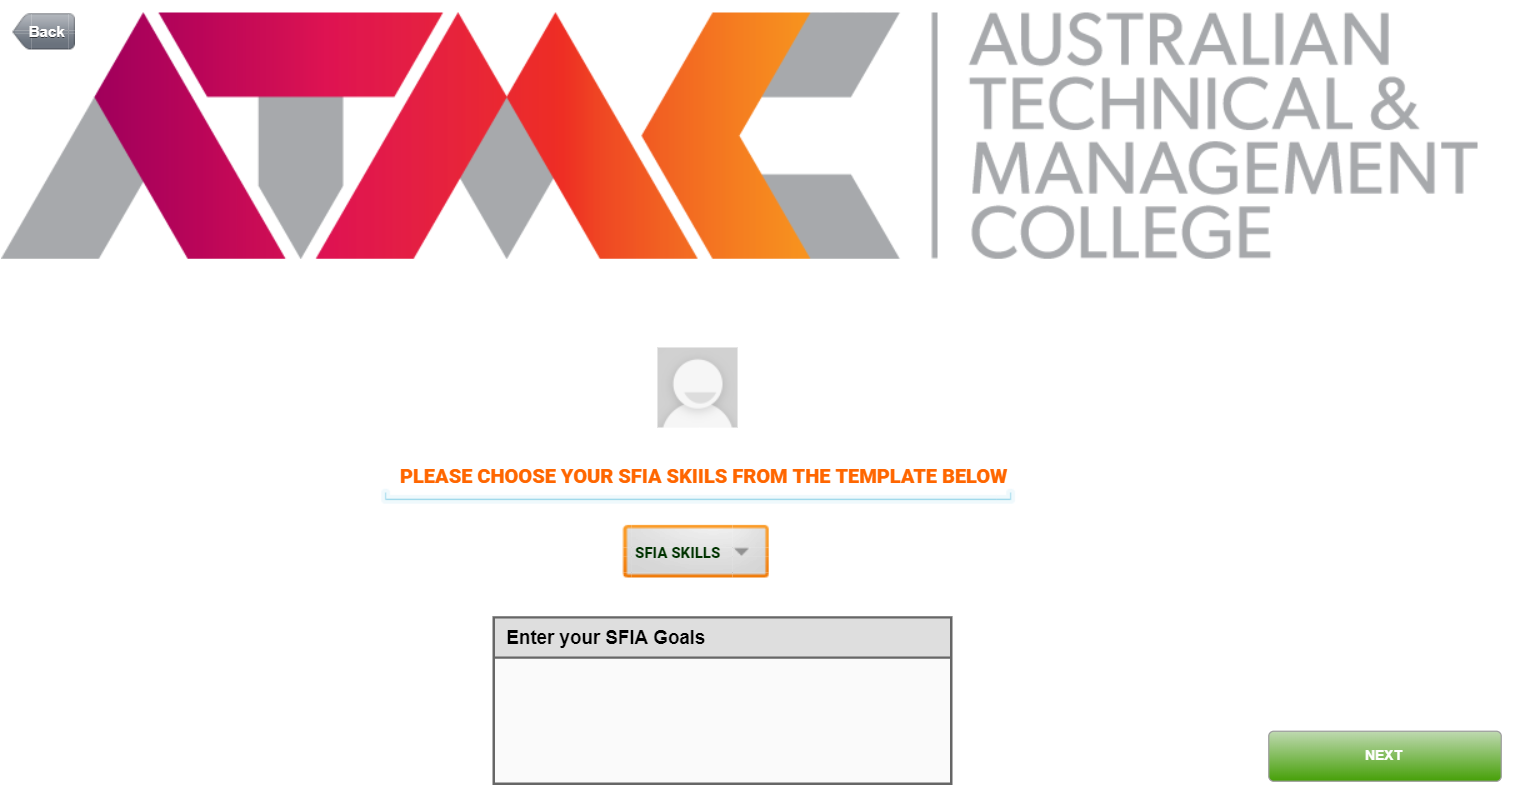 Back
AUSTRALIAN
TECHNICAL &
MANAGEMENT
COLLEGE
PLEASE CHOOSE YOUR SFIA SKIILS FROM THE TEMPLATE BELOW
SFIA SKILLS
Enter your SFIA Goals
NEXT